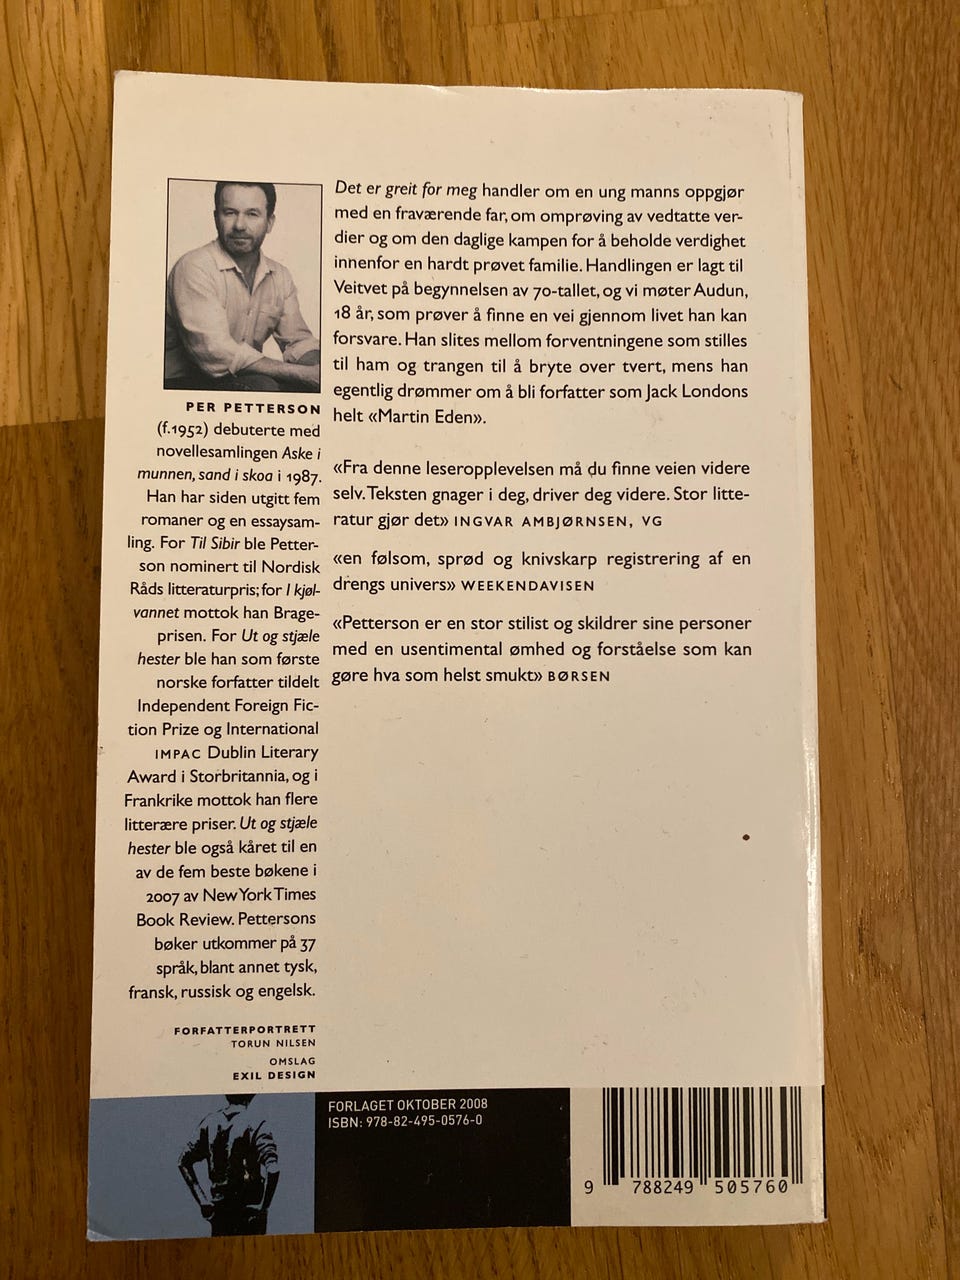 PER PETTERSON
(f.1952) debuterte med
novellesamlingen Aske i
munnen, sand i skoa i 1987.
Han har siden utgitt fem
romaner og en essaysam-
ling. For Til Sibir ble Petter-
son nominert til Nordisk
Råds litteraturpris; for I kjøl-
vannet mottok han Brage-
prisen. For Ut og stjæle
hester ble han som første
norske forfatter tildelt
Independent Foreign Fic-
tion Prize og International
IMPAC Dublin Literary
Award i Storbritannia, og i
Frankrike mottok han flere
litterære priser. Ut og stjæle
hester ble også kåret til en
av de fem beste bøkene i
2007 av New York Times
Book Review. Pettersons
bøker utkommer på 37
språk, blant annet tysk,
fransk, russisk og engelsk.
FORFATTERPORTRETT
TORUN NILSEN
OMSLAG
EXIL DESIGN
Det er greit for meg handler om en ung manns oppgjør
med en fraværende far, om omprøving av vedtatte ver-
dier og om den daglige kampen for å beholde verdighet
innenfor en hardt prøvet familie. Handlingen er lagt til
Veitvet på begynnelsen av 70-tallet, og vi møter Audun,
18 år, som prøver å finne en vei gjennom livet han kan
forsvare. Han slites mellom forventningene som stilles
til ham og trangen til å bryte over tvert, mens han
egentlig drømmer om å bli forfatter som Jack Londons
helt «Martin Eden».
«Fra denne leseropplevelsen må du finne veien videre
selv. Teksten gnager i deg, driver deg videre. Stor litte-
ratur gjør det» INGVAR AMBJØRNSEN, VG
«en følsom, sprød og knivskarp registrering af en
drengs univers» WEEKENDAVISEN
«Petterson er en stor stilist og skildrer sine personer
med en usentimental ømhed og forståelse som kan
gøre hva som helst smukt» BØRSEN
FORLAGET OKTOBER 2008
ISBN: 978-82-495-0576-0
9 788249 505760